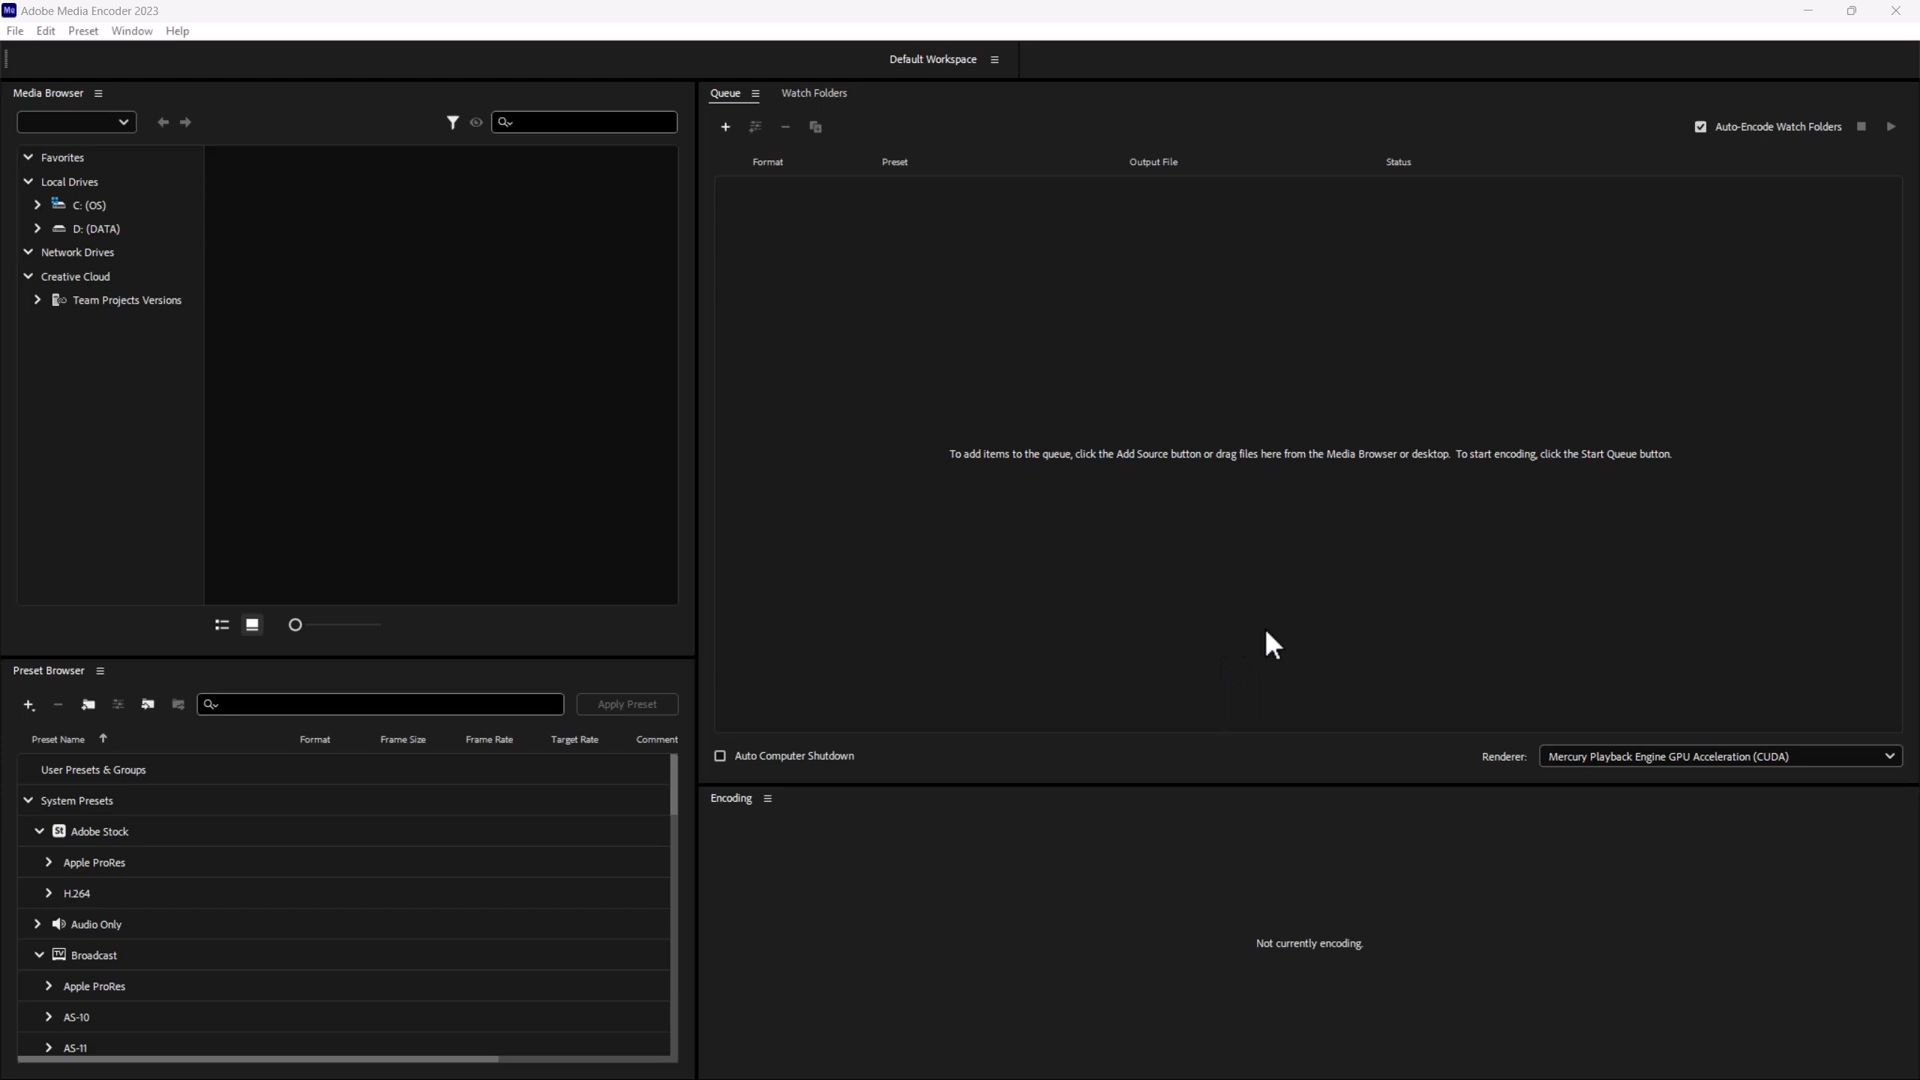 Me Adobe Media Encoder 2023
File Edit Preset Window Help
Default Workspace
Media Browser
Favorites
Local Drives
C: (OS)
D: (DATA)
Network Drives
Creative Cloud
Team Projects Versions
Queue Watch Folders
Auto-Encode Watch Folders
Format Preset Output File Status
To add items to the queue, click the Add Source button or drag files here from the Media Browser or desktop. To start encoding, click the Start Queue button.
Auto Computer Shutdown
Renderer: Mercury Playback Engine GPU Acceleration (CUDA)
Preset Browser
Apply Preset
Preset Name Format Frame Size Frame Rate Target Rate Comment
User Presets & Groups
System Presets
St Adobe Stock
Apple ProRes
H.264
Audio Only
TV Broadcast
Apple ProRes
AS-10
AS-11
Encoding
Not currently encoding.